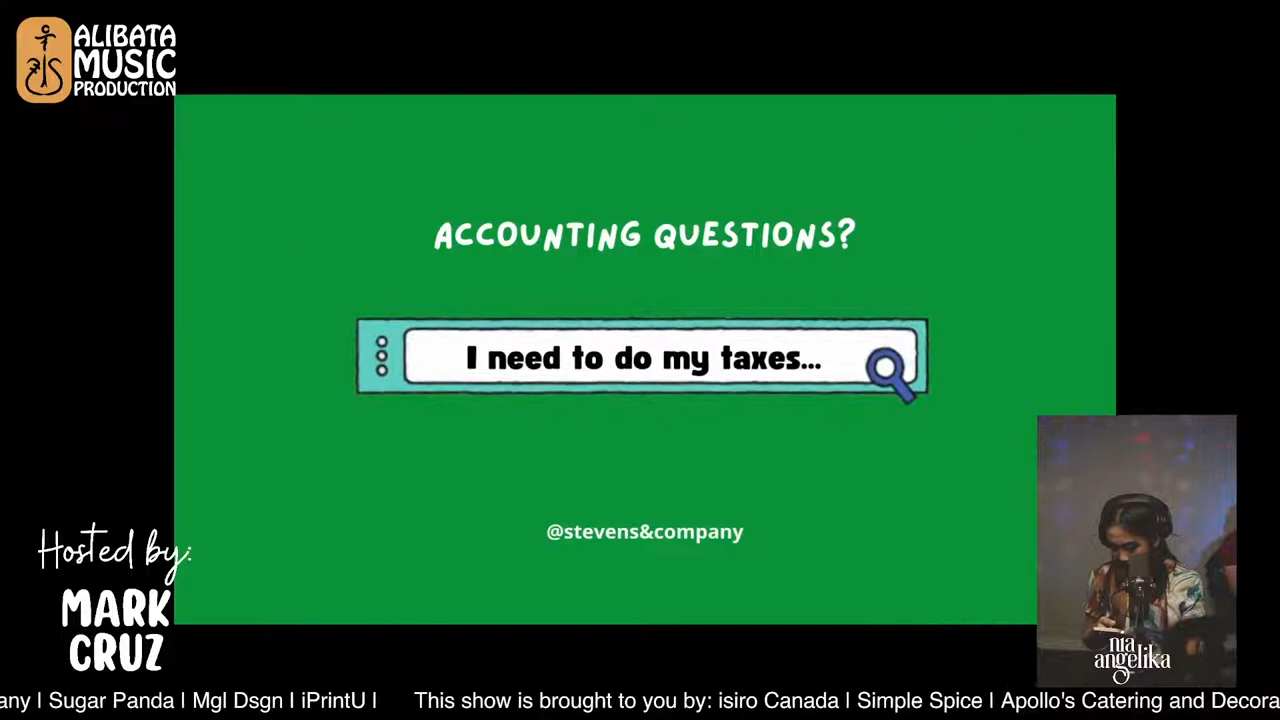 ALIBATA
MUSIC
PRODUCTION
ACCOUNTING QUESTIONS?
I need to do my taxes...
@stevens&company
Hosted by:
MARK
CRUZ
nia
angelika
any | Sugar Panda | Mgl Dsgn | iPrintU | This show is brought to you by: isiro Canada | Simple Spice | Apollo's Catering and Decora